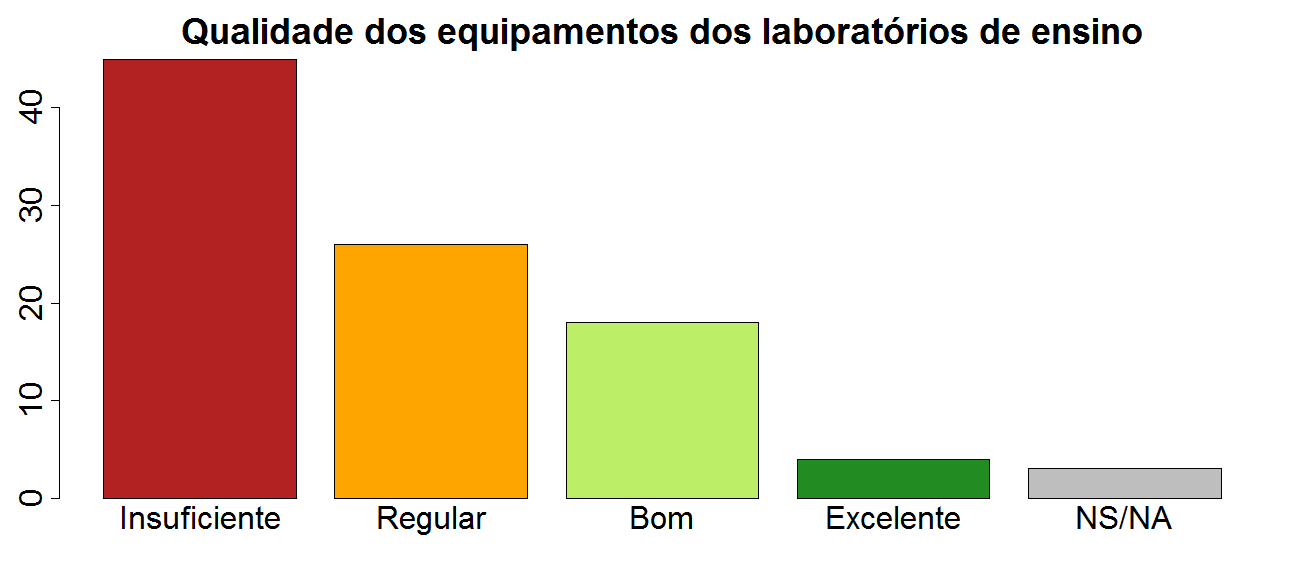 Qualidade dos equipamentos dos laboratórios de ensino
40
30
20
10
0
Insuficiente Regular Bom Excelente NS/NA